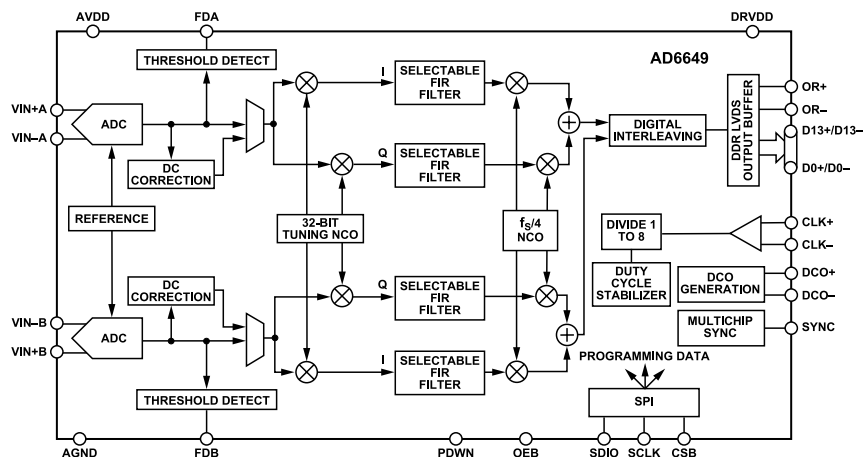 AVDD
FDA
DRVDD
AD6649
THRESHOLD DETECT
I
SELECTABLE
FIR
FILTER
VIN+A
VIN–A
ADC
DC
CORRECTION
Q
SELECTABLE
FIR
FILTER
DIGITAL
INTERLEAVING
DDR LVDS
OUTPUT BUFFER
OR+
OR–
D13+/D13–
D0+/D0–
REFERENCE
32-BIT
TUNING NCO
fS/4
NCO
DIVIDE 1
TO 8
CLK+
CLK–
DUTY
CYCLE
STABILIZER
DCO
GENERATION
DCO+
DCO–
MULTICHIP
SYNC
SYNC
DC
CORRECTION
Q
SELECTABLE
FIR
FILTER
VIN–B
VIN+B
ADC
I
SELECTABLE
FIR
FILTER
THRESHOLD DETECT
PROGRAMMING DATA
SPI
AGND
FDB
PDWN
OEB
SDIO
SCLK
CSB